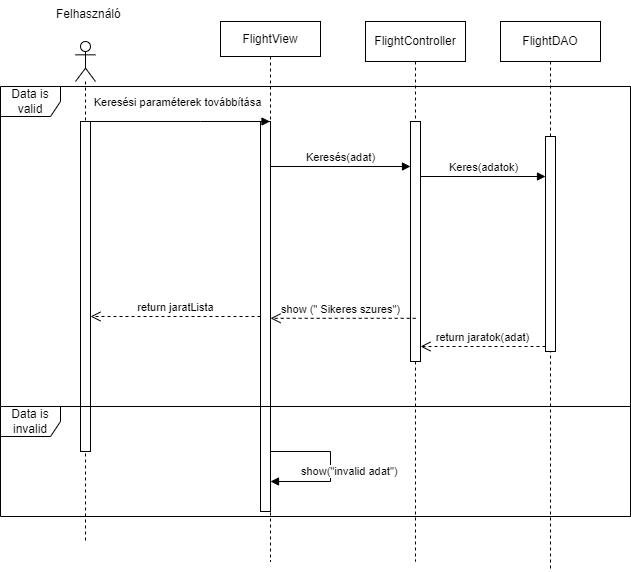 Felhasználó
FlightView
FlightController
FlightDAO
Data is
valid
Keresési paraméterek továbbítása
Keresés(adat)
Keres(adatok)
return jaratLista
show (" Sikeres szures")
return jaratok(adat)
Data is
invalid
show("invalid adat")